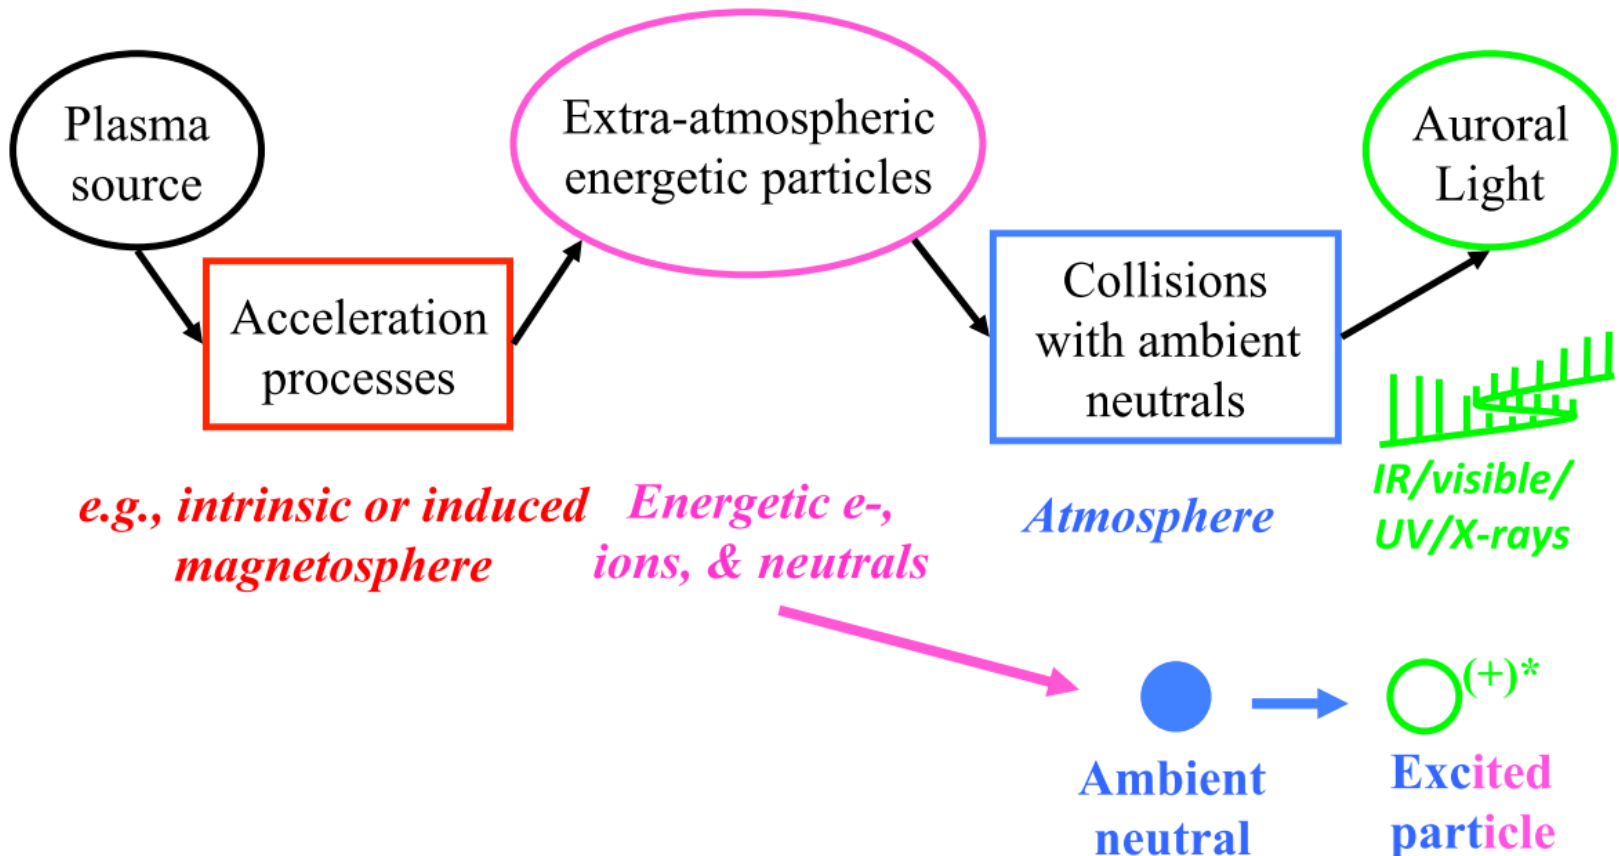 Plasma
source
Acceleration
processes
Extra-atmospheric
energetic particles
Collisions
with ambient
neutrals
Auroral
Light
e.g., intrinsic or induced
magnetosphere
Energetic e-,
ions, & neutrals
Atmosphere
IR/visible/
UV/X-rays
Ambient
neutral
(+)*
Excited
particle